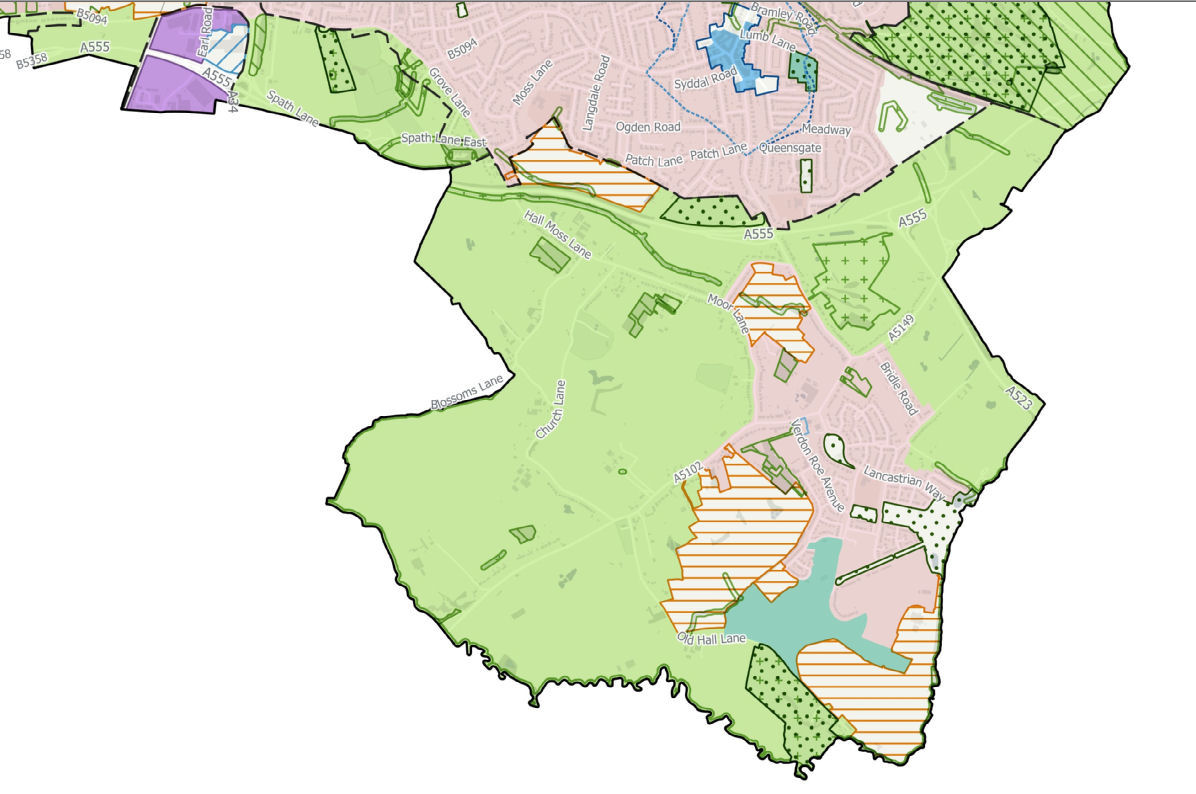 B5094
Earl Road
A555
58
B5358
A555
A34
Spath Lane
Grove Lane
B5094
Moss Lane
Langdale Road
Bramley Road
Lumb Lane
Syddal Road
Ogden Road
Meadway
Spath Lane East
Patch Lane
Patch Lane
Queensgate
Hall Moss Lane
A555
A555
Moor Lane
A5149
Bridle Road
A523
Blossoms Lane
Church Lane
A5102
Verdon Roe Avenue
Lancastrian Way
Old Hall Lane